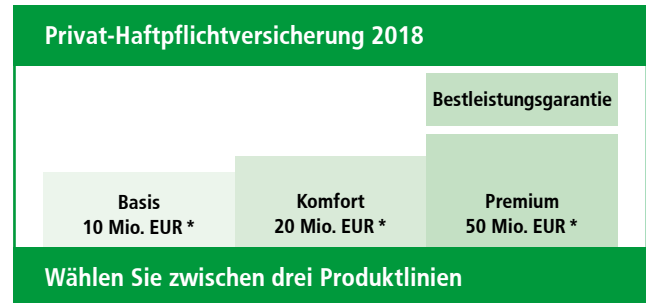 Privat-Haftpflichtversicherung 2018
Bestleistungsgarantie
Basis
10 Mio. EUR *
Komfort
20 Mio. EUR *
Premium
50 Mio. EUR *
Wählen Sie zwischen drei Produktlinien